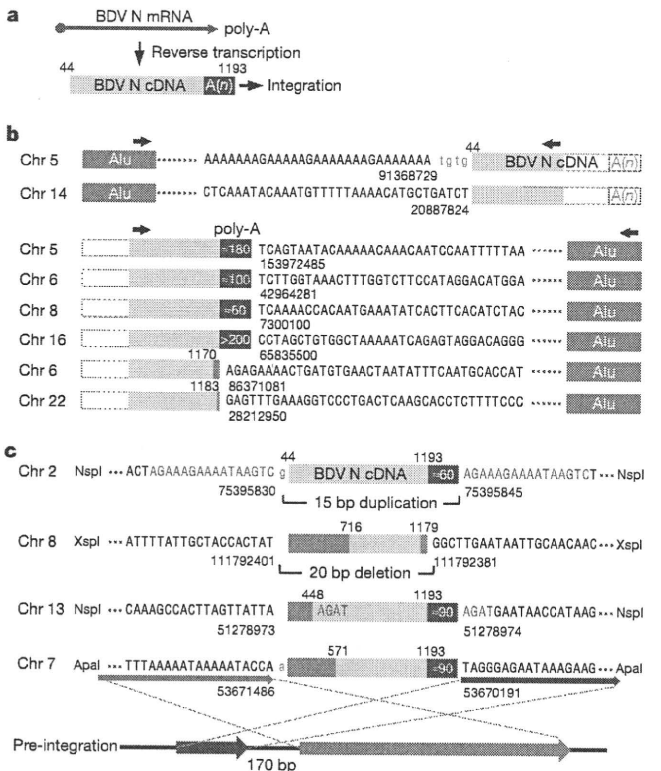 a
BDV N mRNA
poly-A
Reverse transcription
44 1193
BDV N cDNA A(n) Integration
b
44
Chr 5 Alu AAAAAAAGAAAAAGAAAAAAAGAAAAAAA tgtg BDV N cDNA A(n)
91368729
Chr 14 Alu CTCAAATACAAATGTTTTTAAAACATGCTGATCT A(n)
20887824
poly-A
Chr 5 ≈180 TCAGTAATACAAAAACAAACAATCCAATTTTTAA Alu
153972485
Chr 6 ≈100 TCTTGGTAAACTTTGGTCTTCCATAGGACATGGA Alu
42964281
Chr 8 ≈60 TCAAAACCACAATGAAATATCACTTCACATCTAC Alu
7300100
Chr 16 >200 CCTAGCTGTGGCTAAAAATCAGAGTAGGACAGGG Alu
1170 65835500
Chr 6 AGAGAAAACTGATGTGAACTAATATTTCAATGCACCAT Alu
1183 86371081
Chr 22 GAGTTTGAAAGGTCCCTGACTCAAGCACCTCTTTTCCC Alu
28212950
c
44 1193
Chr 2 NspI ···ACTAGAAAGAAAATAAGTC g BDV N cDNA ≈60 AGAAAGAAAATAAGTCT··· NspI
75395830 75395845
15 bp duplication
716 1179
Chr 8 XspI ···ATTTTATTGCTACCACTAT GGCTTGAATAATTGCAACAAC··· XspI
111792401 111792381
20 bp deletion
448 1193
Chr 13 NspI ···CAAAGCCACTTAGTTATTA AGAT ≈90 AGATGAATAACCATAAG··· NspI
51278973 51278974
571 1193
Chr 7 ApaI ···TTTAAAAATAAAAATACCA a ≈90 TAGGGAGAATAAAGAAG··· ApaI
53671486 53670191
Pre-integration
170 bp